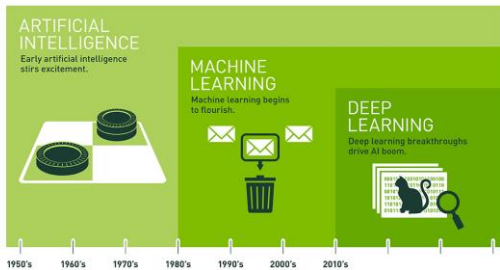 ARTIFICIAL
INTELLIGENCE
Early artificial intelligence
stirs excitement.
MACHINE
LEARNING
Machine learning begins
to flourish.
DEEP
LEARNING
Deep learning breakthroughs
drive AI boom.
1950's 1960's 1970's 1980's 1990's 2000's 2010's